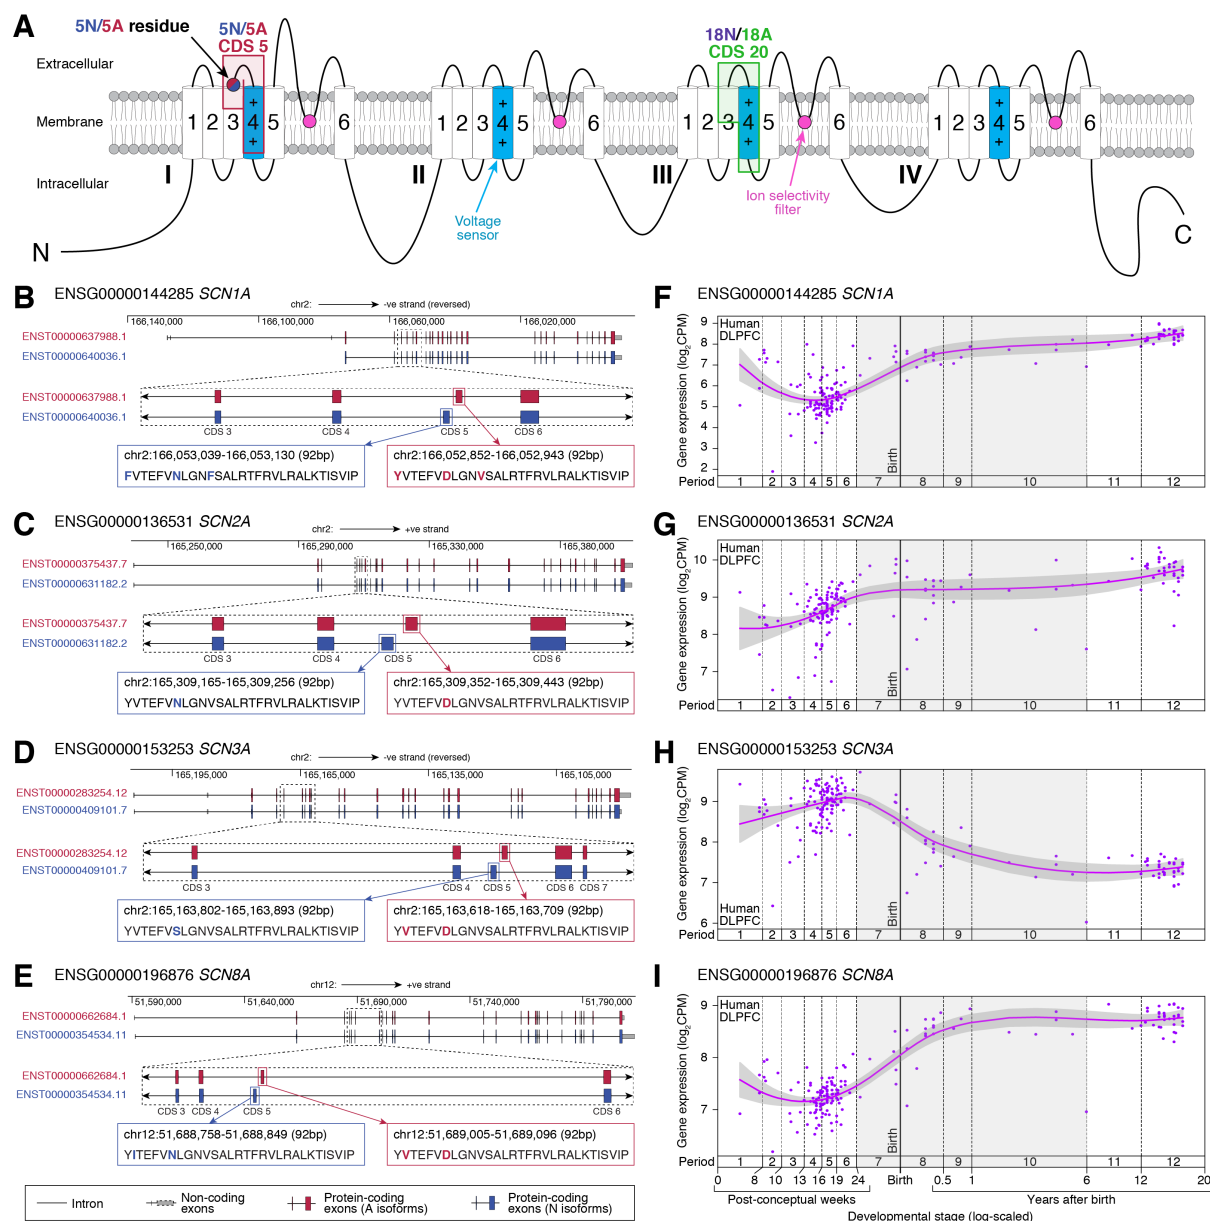 A
5N/5A residue
5N/5A
CDS 5
18N/18A
CDS 20
Extracellular
Membrane
Intracellular
1 2 3 4 5 6
+ +
I
1 2 3 4 5 6
+ +
II
1 2 3 4 5 6
+ +
III
1 2 3 4 5 6
+ +
IV
Voltage
sensor
Ion selectivity
filter
N
C
B ENSG00000144285 SCN1A
chr2: -ve strand (reversed)
166,140,000 166,100,000 166,060,000 166,020,000
ENST00000637988.1
ENST00000640036.1
ENST00000637988.1
ENST00000640036.1
CDS 3 CDS 4 CDS 5 CDS 6
chr2:166,053,039-166,053,130 (92bp)
FVTEFVNLGNFSALRTFRVLRALKTISVIP
chr2:166,052,852-166,052,943 (92bp)
YVTEFVDLGNVSALRTFRVLRALKTISVIP
C ENSG00000136531 SCN2A
chr2: +ve strand
165,250,000 165,290,000 165,330,000 165,380,000
ENST00000375437.7
ENST00000631182.2
ENST00000375437.7
ENST00000631182.2
CDS 3 CDS 4 CDS 5 CDS 6
chr2:165,309,165-165,309,256 (92bp)
YVTEFVNLGNVSALRTFRVLRALKTISVIP
chr2:165,309,352-165,309,443 (92bp)
YVTEFVDLGNVSALRTFRVLRALKTISVIP
D ENSG00000153253 SCN3A
chr2: -ve strand (reversed)
165,195,000 165,165,000 165,135,000 165,105,000
ENST00000283254.12
ENST00000409101.7
ENST00000283254.12
ENST00000409101.7
CDS 3 CDS 4 CDS 5 CDS 6 CDS 7
chr2:165,163,802-165,163,893 (92bp)
YVTEFVSLGNVSALRTFRVLRALKTISVIP
chr2:165,163,618-165,163,709 (92bp)
YVTEFVDLGNVSALRTFRVLRALKTISVIP
E ENSG00000196876 SCN8A
chr12: +ve strand
51,590,000 51,640,000 51,690,000 51,740,000 51,790,000
ENST00000662684.1
ENST00000354534.11
ENST00000662684.1
ENST00000354534.11
CDS 3 CDS 4 CDS 5 CDS 6
chr12:51,688,758-51,688,849 (92bp)
YITEFVNLGNVSALRTFRVLRALKTISVIP
chr12:51,689,005-51,689,096 (92bp)
YVTEFVDLGNVSALRTFRVLRALKTISVIP
Intron
Non-coding
exons
Protein-coding
exons (A isoforms)
Protein-coding
exons (N isoforms)
F ENSG00000144285 SCN1A
Gene expression (log2CPM)
9
8
7
6
5
4
3
2
Human
DLPFC
Birth
Period 1 2 3 4 5 6 7 8 9 10 11 12
G ENSG00000136531 SCN2A
Gene expression (log2CPM)
10
9
8
7
Human
DLPFC
Birth
Period 1 2 3 4 5 6 7 8 9 10 11 12
H ENSG00000153253 SCN3A
Gene expression (log2CPM)
9
8
7
6
Human
DLPFC
Birth
Period 1 2 3 4 5 6 7 8 9 10 11 12
I ENSG00000196876 SCN8A
Gene expression (log2CPM)
9
8
7
Human
DLPFC
Birth
Period 1 2 3 4 5 6 7 8 9 10 11 12
0 8 10 13 16 19 24 Birth 0.5 1 6 12 20
Post-conceptual weeks
Years after birth
Developmental stage (log-scaled)